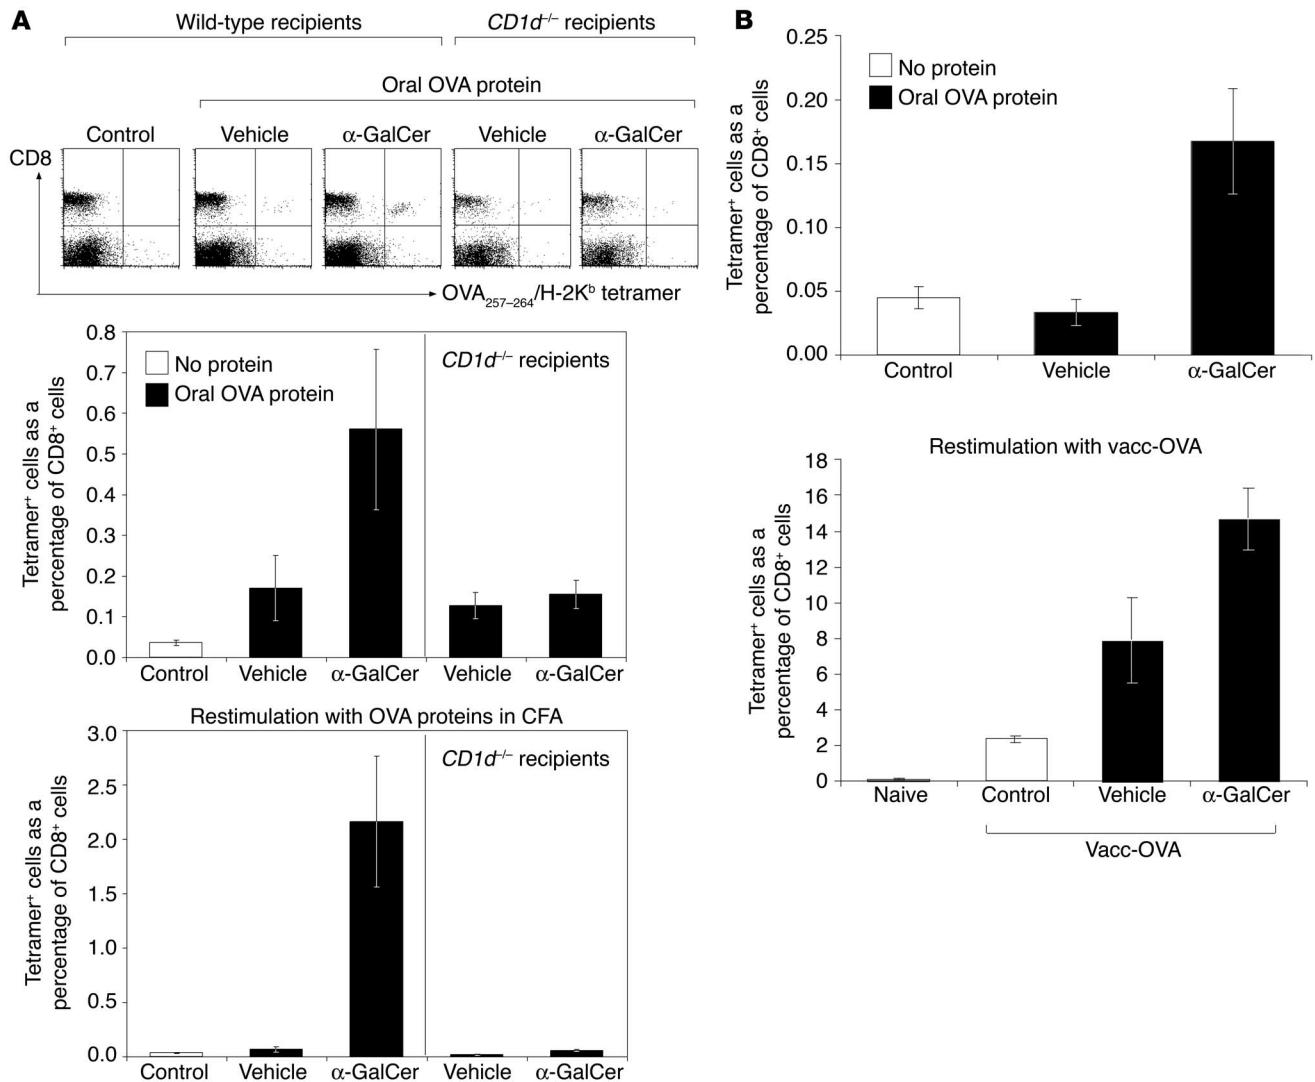 A
Wild-type recipients
CD1d⁻/⁻ recipients
Oral OVA protein
Control
Vehicle
α-GalCer
Vehicle
α-GalCer
CD8
OVA₂₅₇₋₂₆₄/H-2Kᵇ tetramer
Tetramer⁺ cells as a
percentage of CD8⁺ cells
0.8
0.7
0.6
0.5
0.4
0.3
0.2
0.1
0.0
No protein
Oral OVA protein
CD1d⁻/⁻ recipients
Control
Vehicle
α-GalCer
Vehicle
α-GalCer
Restimulation with OVA proteins in CFA
Tetramer⁺ cells as a
percentage of CD8⁺ cells
3.0
2.5
2.0
1.5
1.0
0.5
0.0
CD1d⁻/⁻ recipients
Control
Vehicle
α-GalCer
Vehicle
α-GalCer
B
Tetramer⁺ cells as a
percentage of CD8⁺ cells
0.25
0.20
0.15
0.10
0.05
0.00
No protein
Oral OVA protein
Control
Vehicle
α-GalCer
Restimulation with vacc-OVA
Tetramer⁺ cells as a
percentage of CD8⁺ cells
18
16
14
12
10
8
6
4
2
0
Naive
Control
Vehicle
α-GalCer
Vacc-OVA